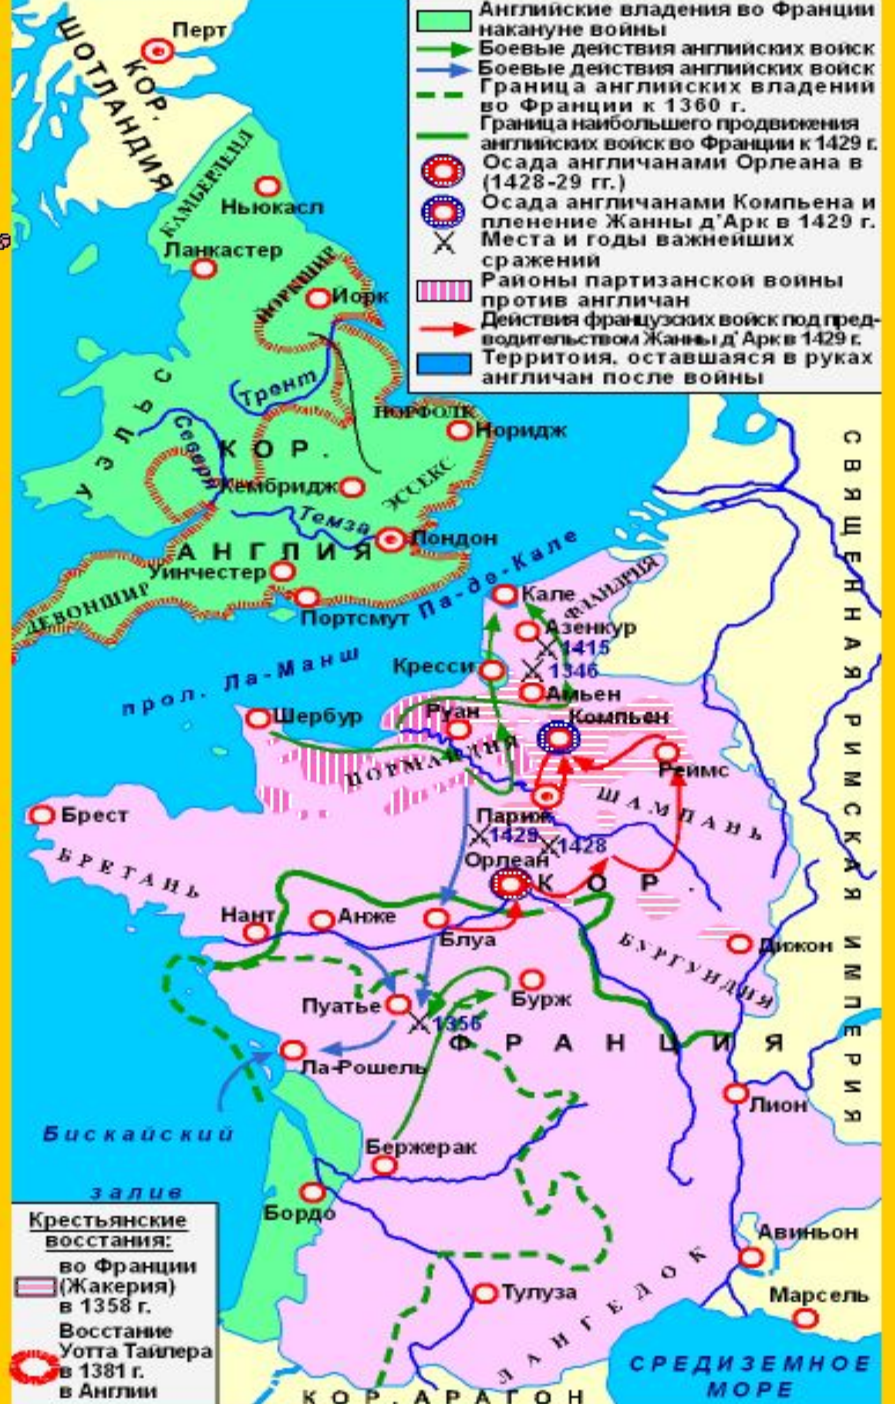 Английские владения во Франции
накануне войны
Боевые действия английских войск
Боевые действия английских войск
Граница английских владений
во Франции к 1360 г.
Граница наибольшего продвижения
английских войск во Франции к 1429 г.
Осада англичанами Орлеана в
(1428-29 гг.)
Осада англичанами Компьена и
пленение Жанны д'Арк в 1429 г.
Места и годы важнейших
сражений
Районы партизанской войны
против англичан
Действия французских войск под пред-
водительством Жанны д'Арк в 1429 г.
Территоия, оставшаяся в руках
англичан после войны
Перт
КОР.
ШОТЛАНДИЯ
КАМБЕРЛЕНД
Ньюкасл
Ланкастер
ЙОРКШИР
Йорк
Трент
НОРФОЛК
Норидж
УЭЛЬС
Северн
КОР.
Кембридж
ЭССЕКС
Темза
Лондон
АНГЛИЯ
Уинчестер
ДЕВОНШИР
Портсмут
Па-де-Кале
прол. Ла-Манш
Кале
ФЛАНДРИЯ
Азенкур
1415
Кресси
1346
Амьен
Шербур
Руан
Компьен
НОРМАНДИЯ
Реймс
Париж
ШАМПАНЬ
Брест
БРЕТАНЬ
1429
1428
Орлеан
КОР.
Нант
Анже
Блуа
БУРГУНДИЯ
Дижон
Пуатье
Бурж
1356
ФРАНЦИЯ
Ла-Рошель
Лион
Бискайский
залив
Бержерак
Бордо
Авиньон
Тулуза
ЛАНГЕДОК
Марсель
СРЕДИЗЕМНОЕ
МОРЕ
КОР. АРАГОН
СВЯЩЕННАЯ РИМСКАЯ ИМПЕРИЯ
Крестьянские
восстания:
во Франции
(Жакерия)
в 1358 г.
Восстание
Уотта Тайлера
в 1381 г.
в Англии